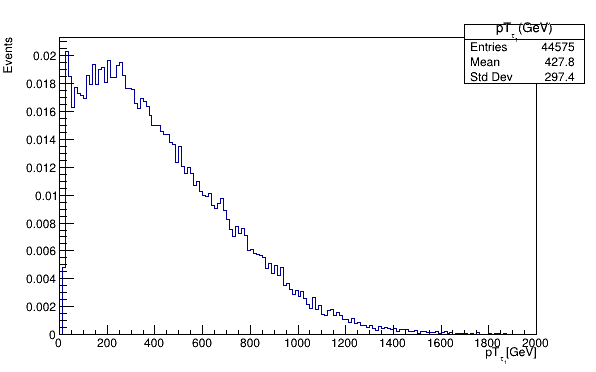 pT_τ₁(GeV)
Entries 44575
Mean 427.8
Std Dev 297.4
Events
0.02
0.018
0.016
0.014
0.012
0.01
0.008
0.006
0.004
0.002
0
0 200 400 600 800 1000 1200 1400 1600 1800 2000
pT_τ₁[GeV]